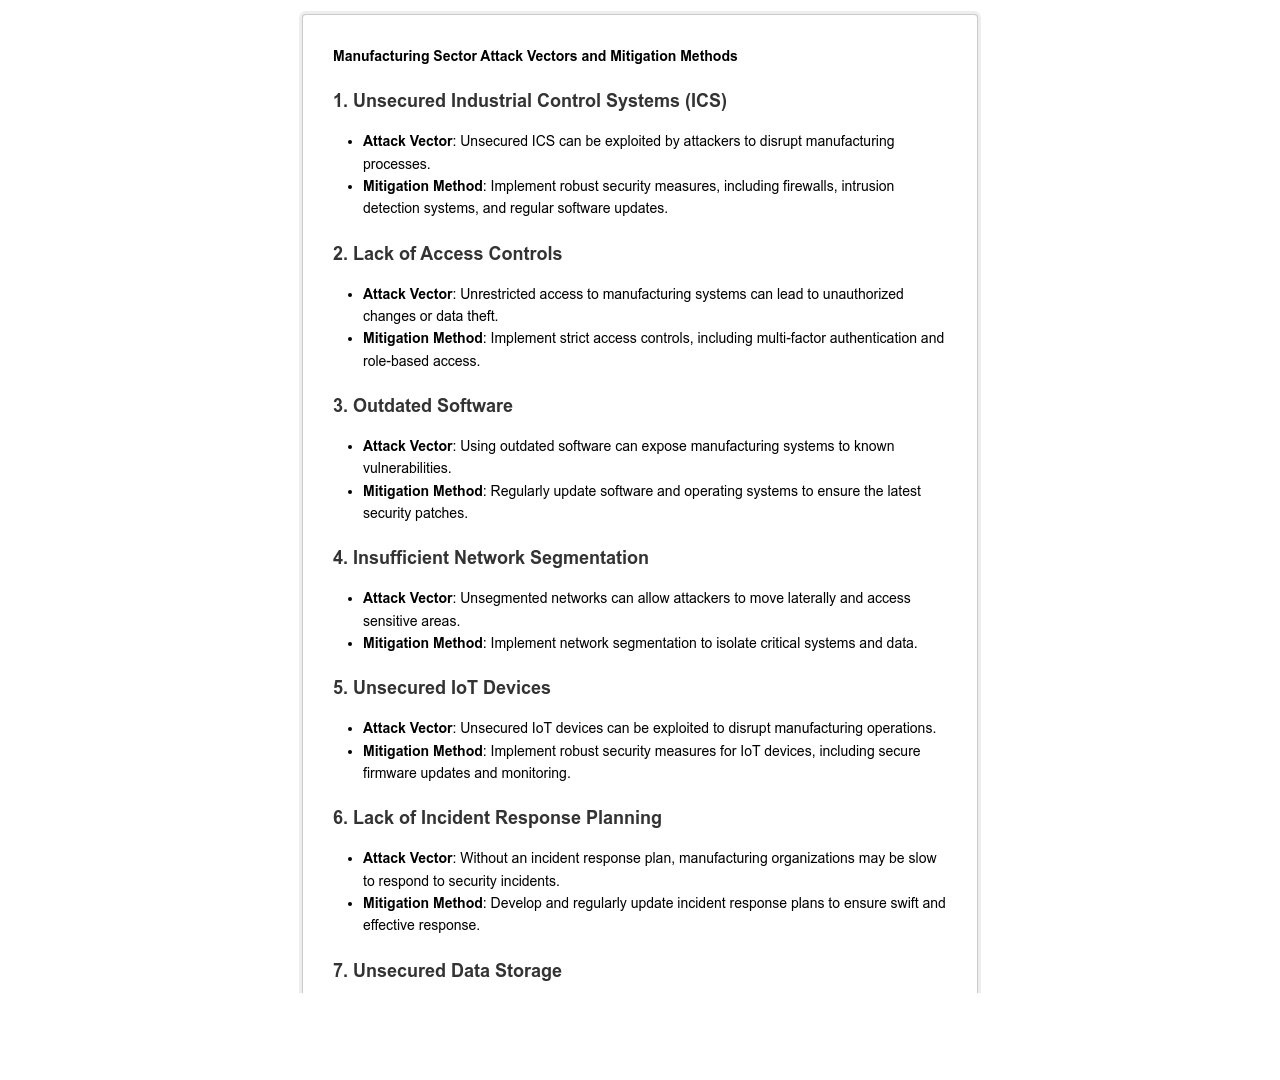 Manufacturing Sector Attack Vectors and Mitigation Methods
1. Unsecured Industrial Control Systems (ICS)
• Attack Vector: Unsecured ICS can be exploited by attackers to disrupt manufacturing
processes.
• Mitigation Method: Implement robust security measures, including firewalls, intrusion
detection systems, and regular software updates.
2. Lack of Access Controls
• Attack Vector: Unrestricted access to manufacturing systems can lead to unauthorized
changes or data theft.
• Mitigation Method: Implement strict access controls, including multi-factor authentication and
role-based access.
3. Outdated Software
• Attack Vector: Using outdated software can expose manufacturing systems to known
vulnerabilities.
• Mitigation Method: Regularly update software and operating systems to ensure the latest
security patches.
4. Insufficient Network Segmentation
• Attack Vector: Unsegmented networks can allow attackers to move laterally and access
sensitive areas.
• Mitigation Method: Implement network segmentation to isolate critical systems and data.
5. Unsecured IoT Devices
• Attack Vector: Unsecured IoT devices can be exploited to disrupt manufacturing operations.
• Mitigation Method: Implement robust security measures for IoT devices, including secure
firmware updates and monitoring.
6. Lack of Incident Response Planning
• Attack Vector: Without an incident response plan, manufacturing organizations may be slow
to respond to security incidents.
• Mitigation Method: Develop and regularly update incident response plans to ensure swift and
effective response.
7. Unsecured Data Storage